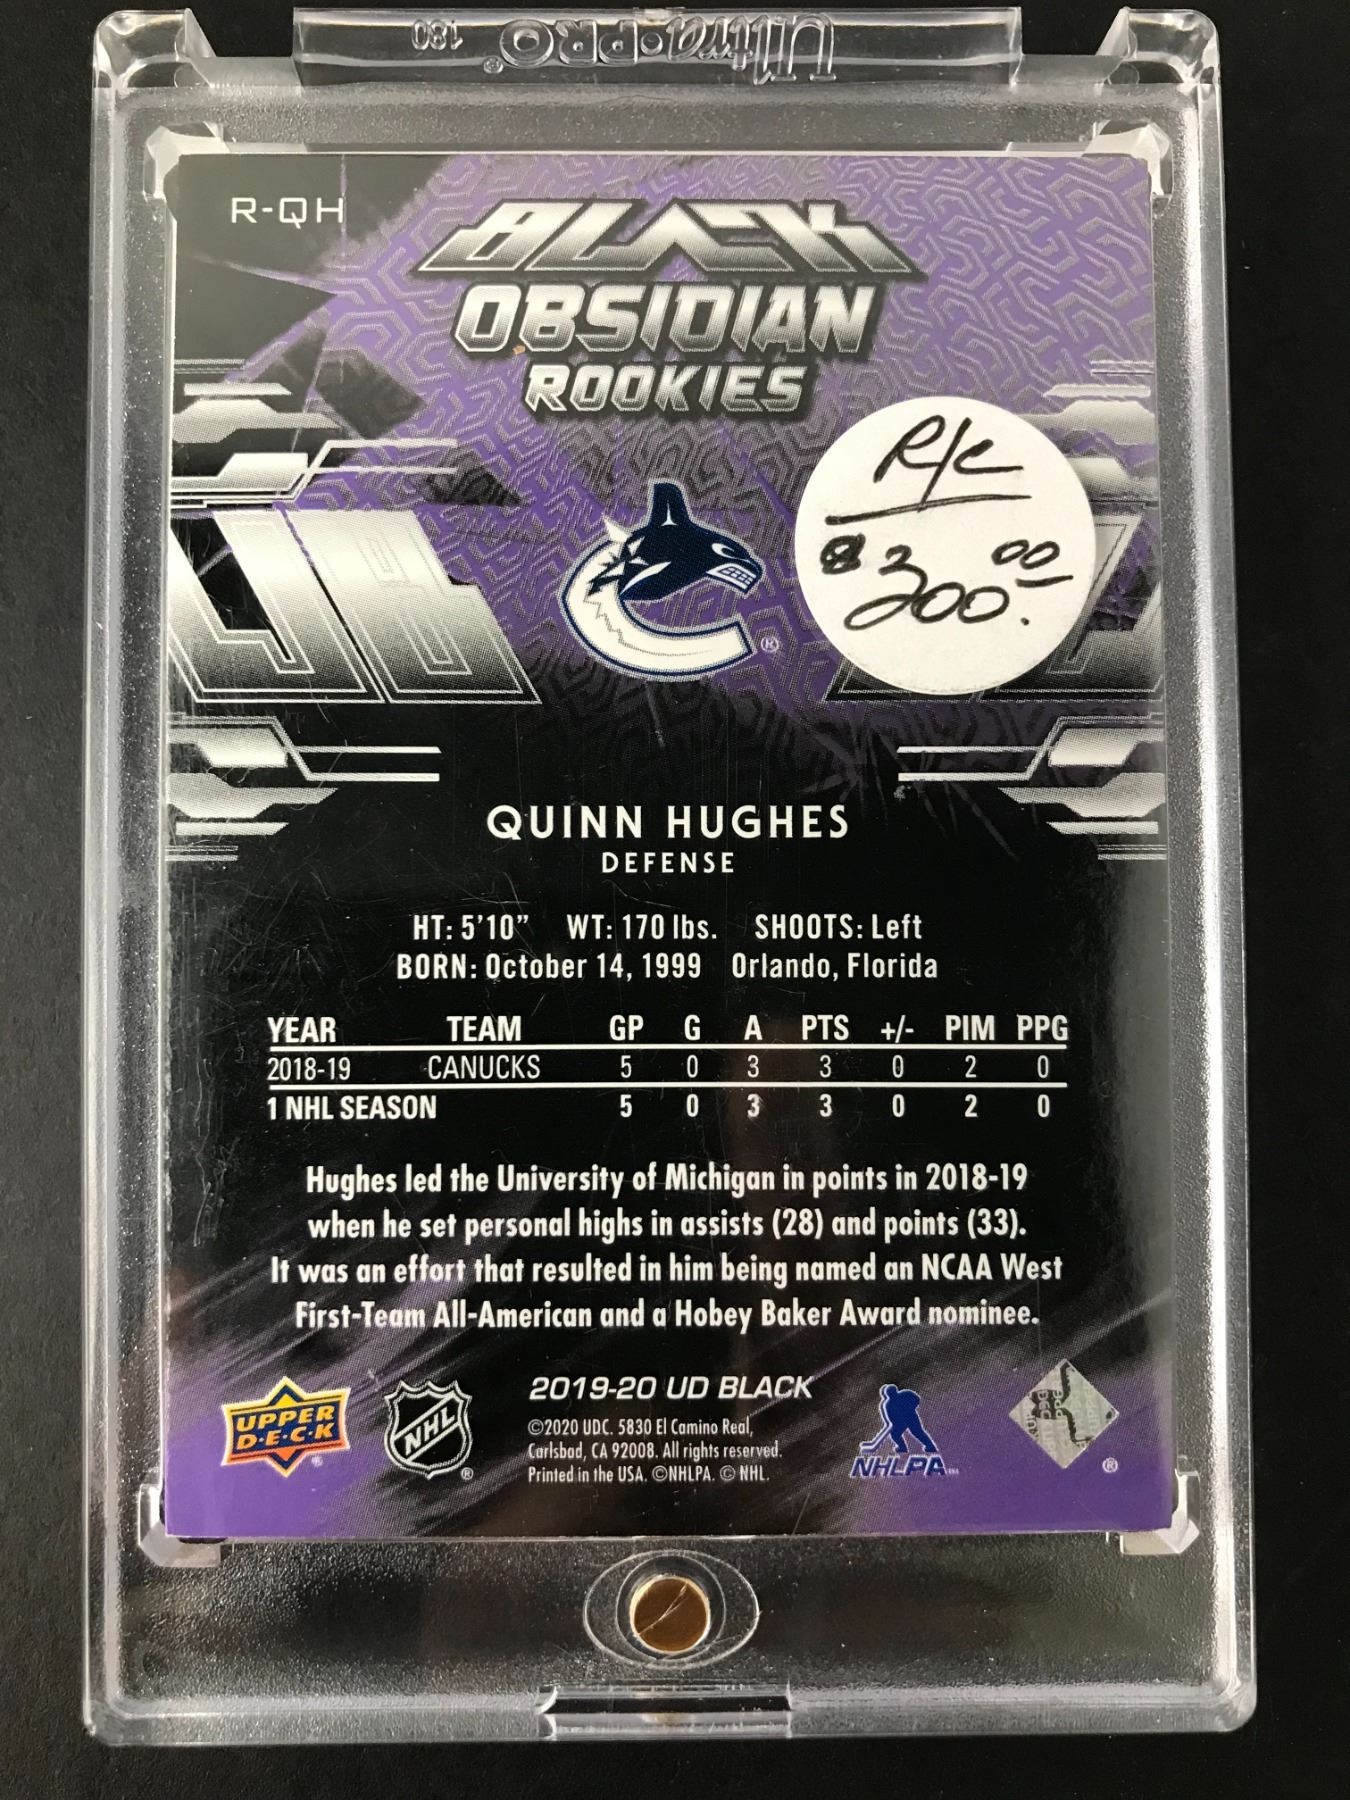 Ultra·PRO®
180
R-QH
BLACK
OBSIDIAN
ROOKIES
R/C
$200.00
®
QUINN HUGHES
DEFENSE
HT: 5'10” WT: 170 lbs. SHOOTS: Left
BORN: October 14, 1999 Orlando, Florida
YEAR TEAM GP G A PTS +/- PIM PPG
2018-19 CANUCKS 5 0 3 3 0 2 0
1 NHL SEASON 5 0 3 3 0 2 0
Hughes led the University of Michigan in points in 2018-19
when he set personal highs in assists (28) and points (33).
It was an effort that resulted in him being named an NCAA West
First-Team All-American and a Hobey Baker Award nominee.
2019-20 UD BLACK
©2020 UDC. 5830 El Camino Real,
Carlsbad, CA 92008. All rights reserved.
Printed in the USA. ©NHLPA. © NHL.
UPPER
D·E·C·K
®
NHL
®
NHLPA
®